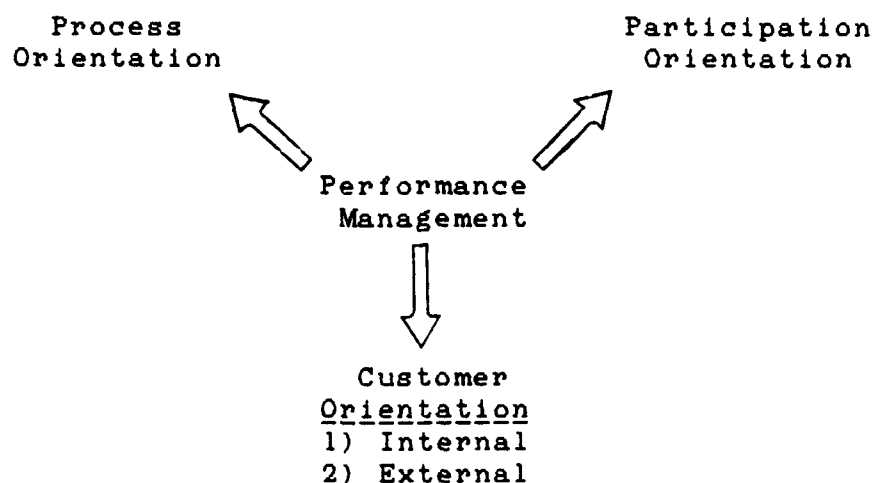 Process
Orientation
Participation
Orientation
Performance
Management
Customer
Orientation
1) Internal
2) External